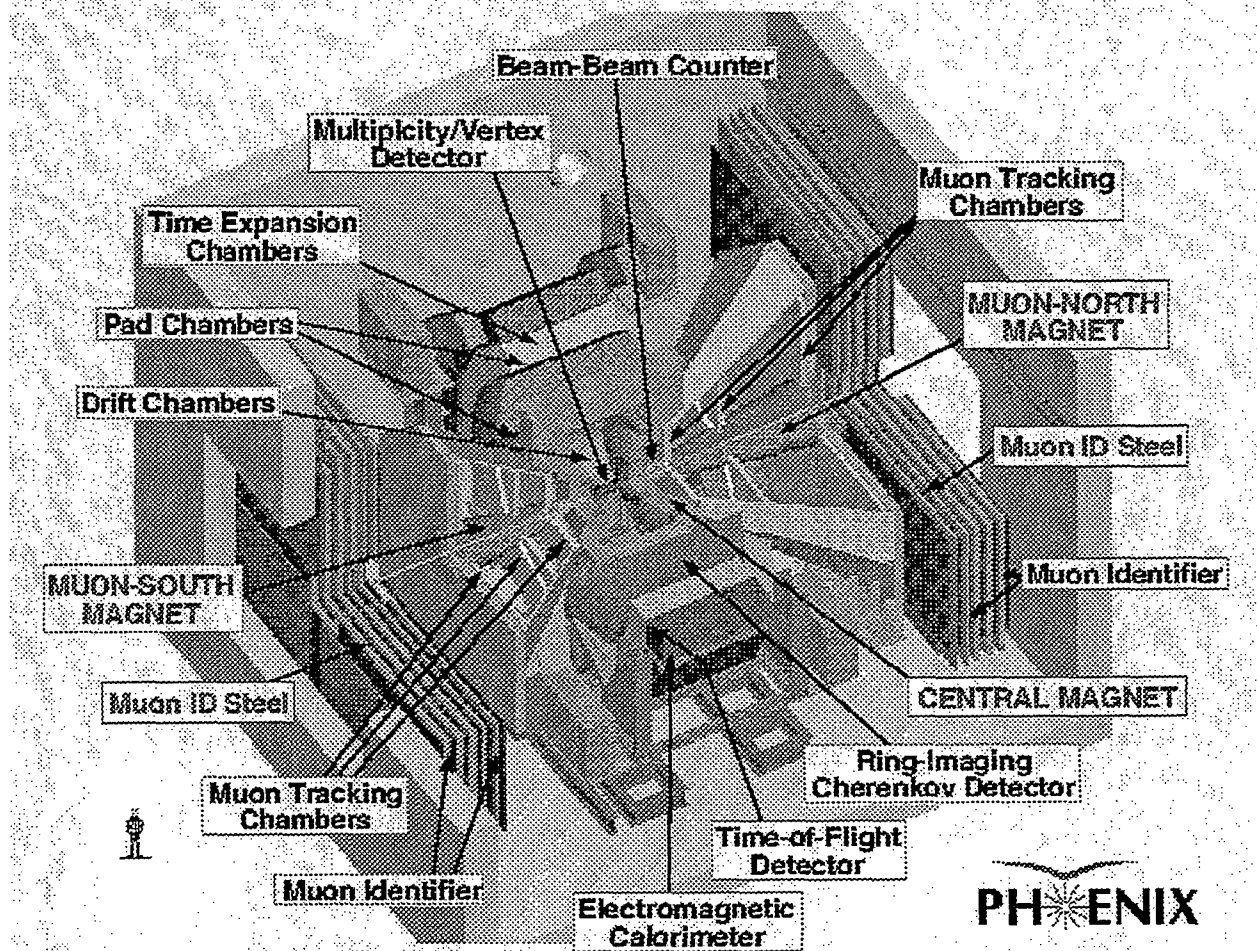 Beam-Beam Counter
Multiplcity/Vertex
Detector
Muon Tracking
Chambers
Time Expansion
Chambers
MUON-NORTH
MAGNET
Pad Chambers
Drift Chambers
Muon ID Steel
MUON-SOUTH
MAGNET
Muon Identifier
Muon ID Steel
CENTRAL MAGNET
Ring-Imaging
Cherenkov Detector
Muon Tracking
Chambers
Time-of-Flight
Detector
Muon Identifier
Electromagnetic
Calorimeter
PHENIX